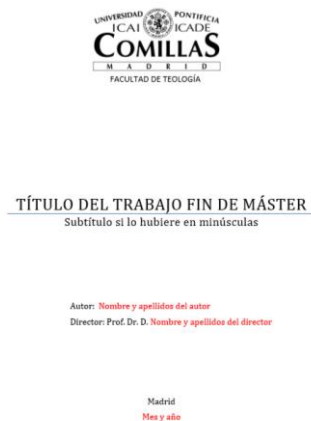 UNIVERSIDAD PONTIFICIA
ICAI ICADE
COMILLAS
MADRID
FACULTAD DE TEOLOGÍA
TÍTULO DEL TRABAJO FIN DE MÁSTER
Subtítulo si lo hubiere en minúsculas
Autor: Nombre y apellidos del autor
Director: Prof. Dr. D. Nombre y apellidos del director
Madrid
Mes y año